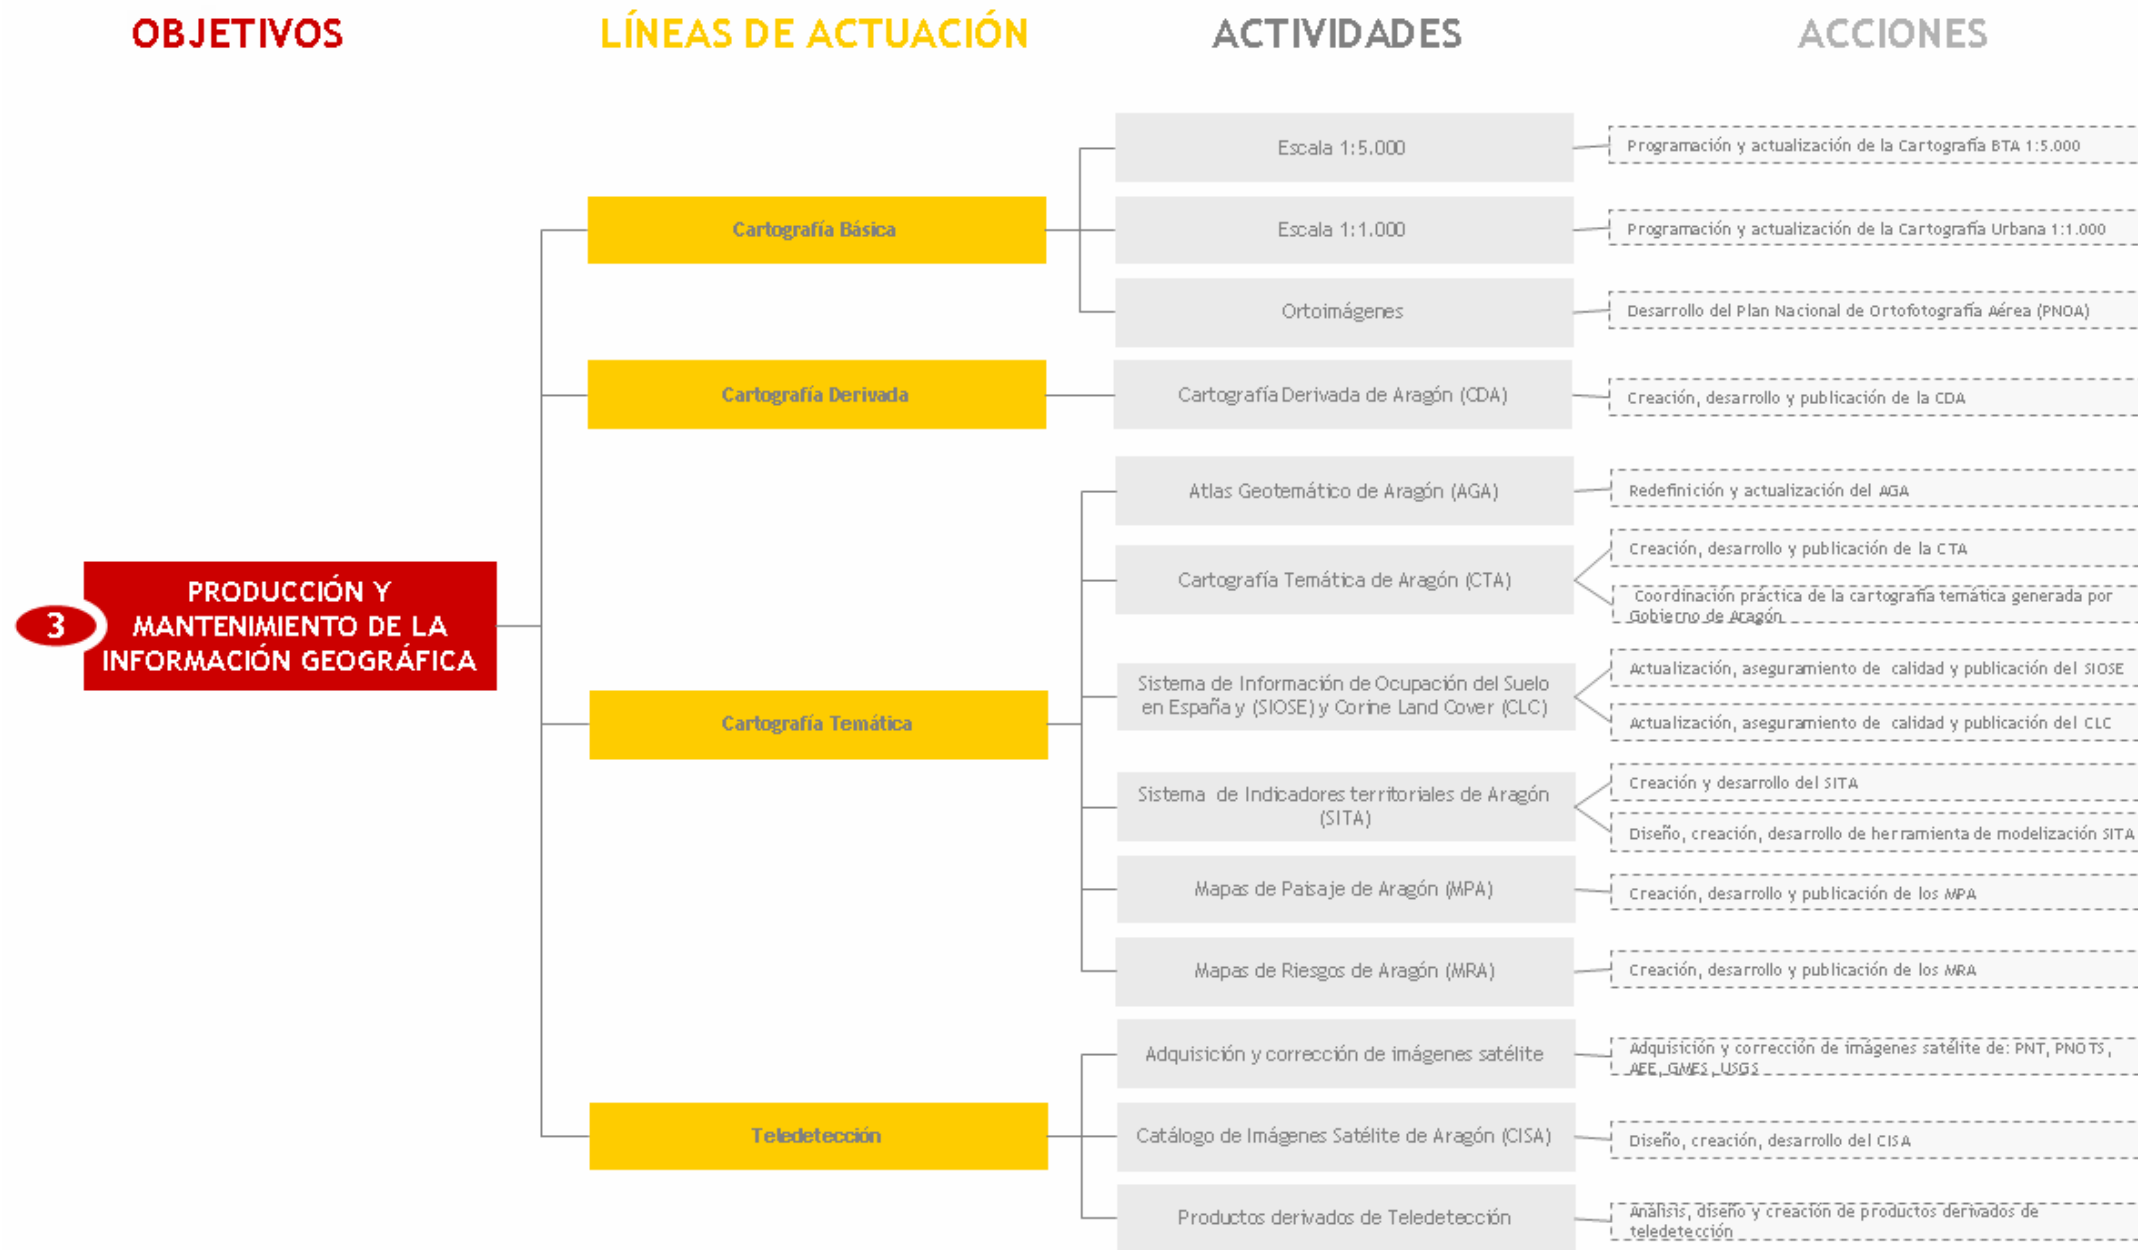 OBJETIVOS
LÍNEAS DE ACTUACIÓN
ACTIVIDADES
ACCIONES
3
PRODUCCIÓN Y
MANTENIMIENTO DE LA
INFORMACIÓN GEOGRÁFICA
Cartografía Básica
Escala 1:5.000
Programación y actualización de la Cartografía BTA 1:5.000
Escala 1:1.000
Programación y actualización de la Cartografía Urbana 1:1.000
Ortoimágenes
Desarrollo del Plan Nacional de Ortofotografía Aérea (PNOA)
Cartografía Derivada
Cartografía Derivada de Aragón (CDA)
Creación, desarrollo y publicación de la CDA
Cartografía Temática
Atlas Geotemático de Aragón (AGA)
Redefinición y actualización del AGA
Cartografía Temática de Aragón (CTA)
Creación, desarrollo y publicación de la CTA
Coordinación práctica de la cartografía temática generada por
Gobierno de Aragón
Sistema de Información de Ocupación del Suelo
en España y (SIOSE) y Corine Land Cover (CLC)
Actualización, aseguramiento de calidad y publicación del SIOSE
Actualización, aseguramiento de calidad y publicación del CLC
Sistema de Indicadores territoriales de Aragón
(SITA)
Creación y desarrollo del SITA
Diseño, creación, desarrollo de herramienta de modelización SITA
Mapas de Paisaje de Aragón (MPA)
Creación, desarrollo y publicación de los MPA
Mapas de Riesgos de Aragón (MRA)
Creación, desarrollo y publicación de los MRA
Teledetección
Adquisición y corrección de imágenes satélite
Adquisición y corrección de imágenes satélite de: PNT, PNOTS,
AEE, GMES, USGS
Catálogo de Imágenes Satélite de Aragón (CISA)
Diseño, creación, desarrollo del CISA
Productos derivados de Teledetección
Análisis, diseño y creación de productos derivados de
teledetección